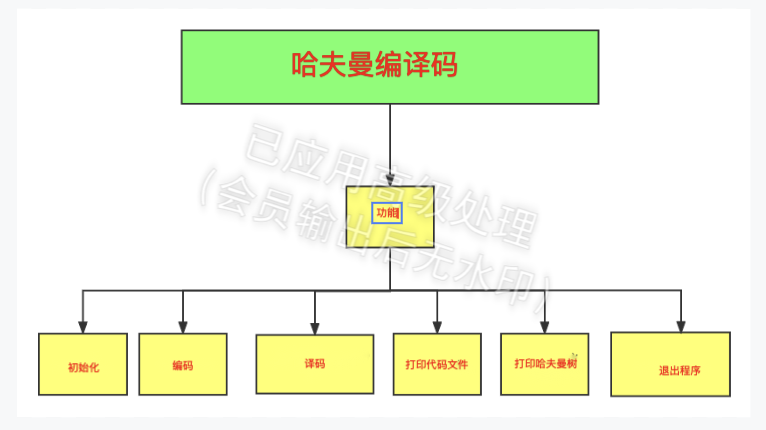 哈夫曼编译码
已应用高级处理
（会员输出后无水印）
功能
初始化
编码
译码
打印代码文件
打印哈夫曼树
退出程序